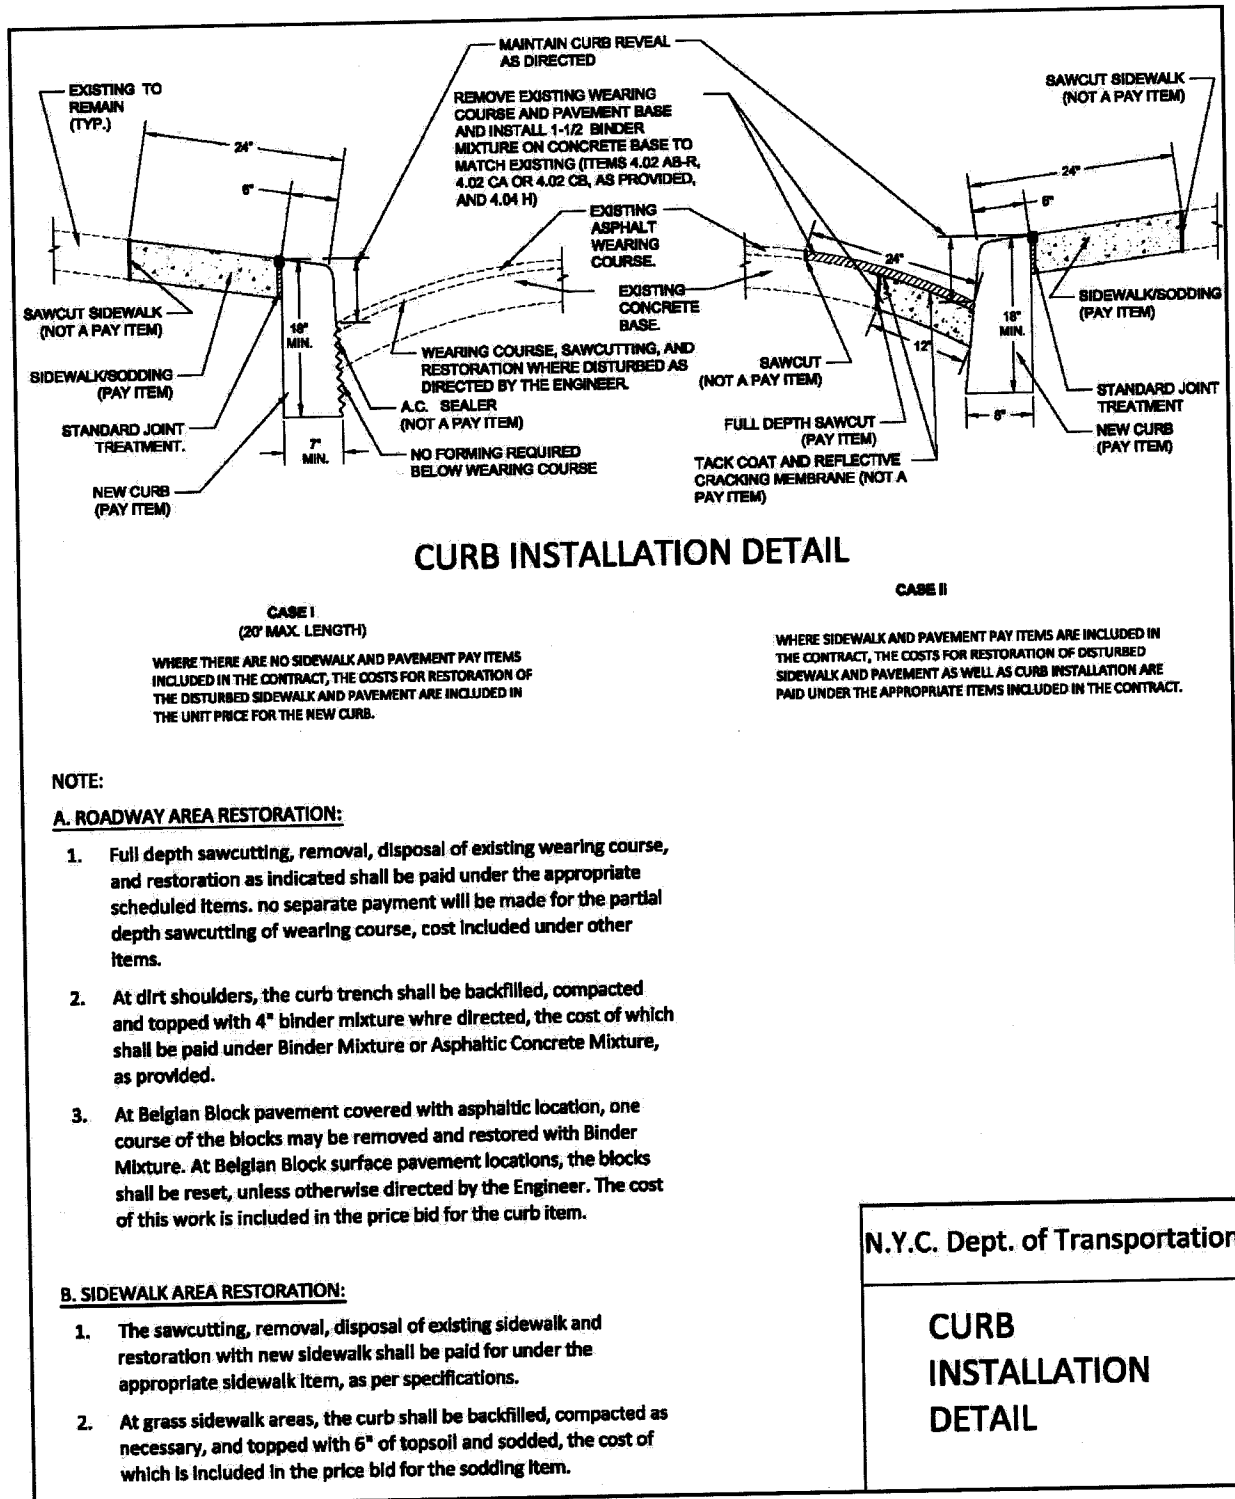 MAINTAIN CURB REVEAL
AS DIRECTED
EXISTING TO
REMAIN
(TYP.)
REMOVE EXISTING WEARING
COURSE AND PAVEMENT BASE
AND INSTALL 1-1/2 BINDER
MIXTURE ON CONCRETE BASE TO
MATCH EXISTING (ITEMS 4.02 AB-R,
4.02 CA OR 4.02 CB, AS PROVIDED,
AND 4.04 H)
SAWCUT SIDEWALK
(NOT A PAY ITEM)
24"
6"
EXISTING
ASPHALT
WEARING
COURSE.
24"
24"
6"
EXISTING
CONCRETE
BASE.
SAWCUT SIDEWALK
(NOT A PAY ITEM)
18"
MIN.
12"
18"
MIN.
SIDEWALK/SODDING
(PAY ITEM)
WEARING COURSE, SAWCUTTING, AND
RESTORATION WHERE DISTURBED AS
DIRECTED BY THE ENGINEER.
SAWCUT
(NOT A PAY ITEM)
SIDEWALK/SODDING
(PAY ITEM)
A.C. SEALER
(NOT A PAY ITEM)
STANDARD JOINT
TREATMENT
STANDARD JOINT
TREATMENT.
7"
MIN.
NO FORMING REQUIRED
BELOW WEARING COURSE
FULL DEPTH SAWCUT
(PAY ITEM)
8"
NEW CURB
(PAY ITEM)
TACK COAT AND REFLECTIVE
CRACKING MEMBRANE (NOT A
PAY ITEM)
NEW CURB
(PAY ITEM)
CURB INSTALLATION DETAIL
CASE I
(20' MAX. LENGTH)
WHERE THERE ARE NO SIDEWALK AND PAVEMENT PAY ITEMS
INCLUDED IN THE CONTRACT, THE COSTS FOR RESTORATION OF
THE DISTURBED SIDEWALK AND PAVEMENT ARE INCLUDED IN
THE UNIT PRICE FOR THE NEW CURB.
CASE II
WHERE SIDEWALK AND PAVEMENT PAY ITEMS ARE INCLUDED IN
THE CONTRACT, THE COSTS FOR RESTORATION OF DISTURBED
SIDEWALK AND PAVEMENT AS WELL AS CURB INSTALLATION ARE
PAID UNDER THE APPROPRIATE ITEMS INCLUDED IN THE CONTRACT.
NOTE:
A. ROADWAY AREA RESTORATION:
1. Full depth sawcutting, removal, disposal of existing wearing course,
and restoration as indicated shall be paid under the appropriate
scheduled items. no separate payment will be made for the partial
depth sawcutting of wearing course, cost included under other
items.
2. At dirt shoulders, the curb trench shall be backfilled, compacted
and topped with 4" binder mixture whre directed, the cost of which
shall be paid under Binder Mixture or Asphaltic Concrete Mixture,
as provided.
3. At Belgian Block pavement covered with asphaltic location, one
course of the blocks may be removed and restored with Binder
Mixture. At Belgian Block surface pavement locations, the blocks
shall be reset, unless otherwise directed by the Engineer. The cost
of this work is included in the price bid for the curb item.
B. SIDEWALK AREA RESTORATION:
1. The sawcutting, removal, disposal of existing sidewalk and
restoration with new sidewalk shall be paid for under the
appropriate sidewalk item, as per specifications.
2. At grass sidewalk areas, the curb shall be backfilled, compacted as
necessary, and topped with 6" of topsoil and sodded, the cost of
which is included in the price bid for the sodding item.
N.Y.C. Dept. of Transportation
CURB
INSTALLATION
DETAIL